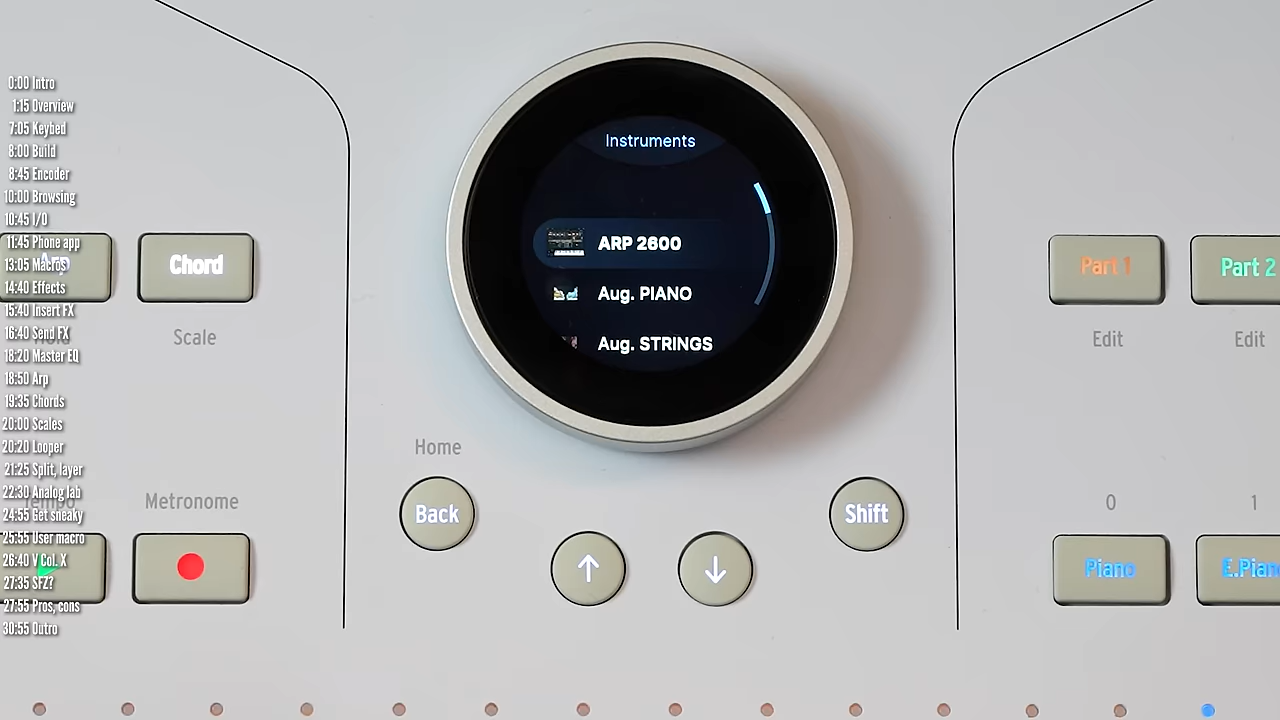 0:00 Intro
1:15 Overview
7:05 Keybed
8:00 Build
8:45 Encoder
10:00 Browsing
10:45 I/O
11:45 Phone app
13:05 Macros
14:40 Effects
15:40 Insert FX
16:40 Send FX
18:20 Master EQ
18:50 Arp
19:35 Chords
20:00 Scales
20:20 Looper
21:25 Split, layer
22:30 Analog lab
24:55 Get sneaky
25:55 User macro
26:40 V Col. X
27:35 SFZ?
27:55 Pros, cons
30:55 Outro
Arp
Chord
Scale
Tempo
Metronome
Instruments
ARP 2600
Aug. PIANO
Aug. STRINGS
Home
Back
Shift
Part 1
Part 2
Edit
Edit
0
1
Piano
E.Pian